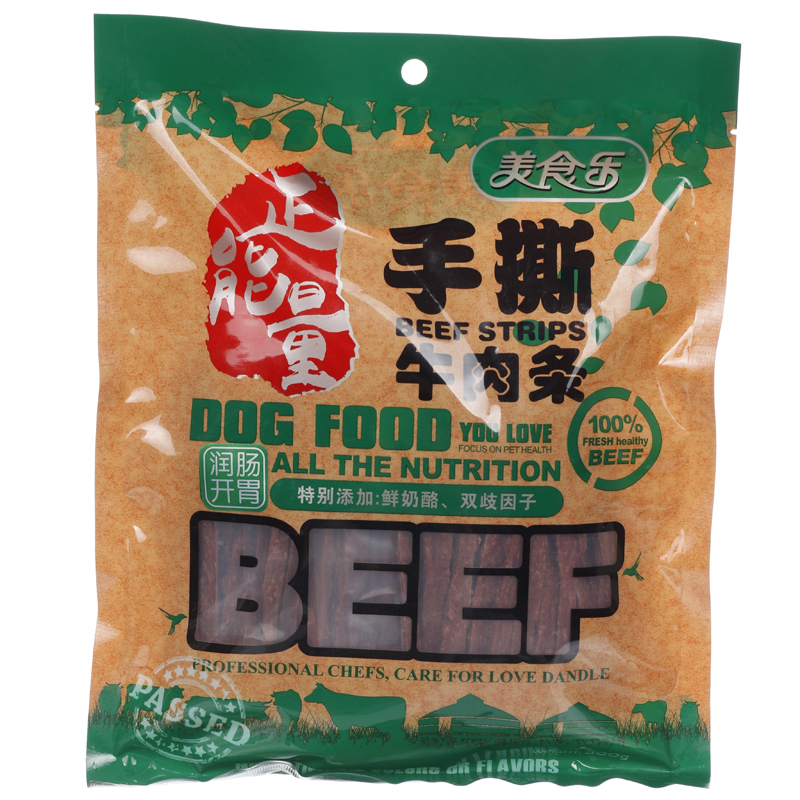 美食乐
正能量
手撕
BEEF STRIPS
牛肉条
DOG FOOD YOU LOVE
FOCUS ON PET HEALTH
100%
FRESH healthy
BEEF
润肠
开胃
ALL THE NUTRITION
特别添加:鲜奶酪、双歧因子
BEEF
PROFESSIONAL CHEFS, CARE FOR LOVE DANDLE
PASSED
OR FLAVORS